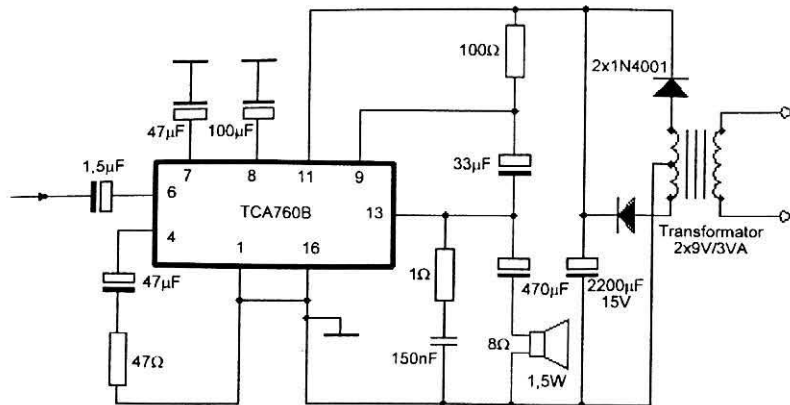 100Ω
2x1N4001
47µF
100µF
7
8
11
9
33µF
1,5µF
6
TCA760B
13
4
1
16
Transformator
2x9V/3VA
47µF
1Ω
470µF
2200µF
15V
8Ω
47Ω
150nF
1,5W